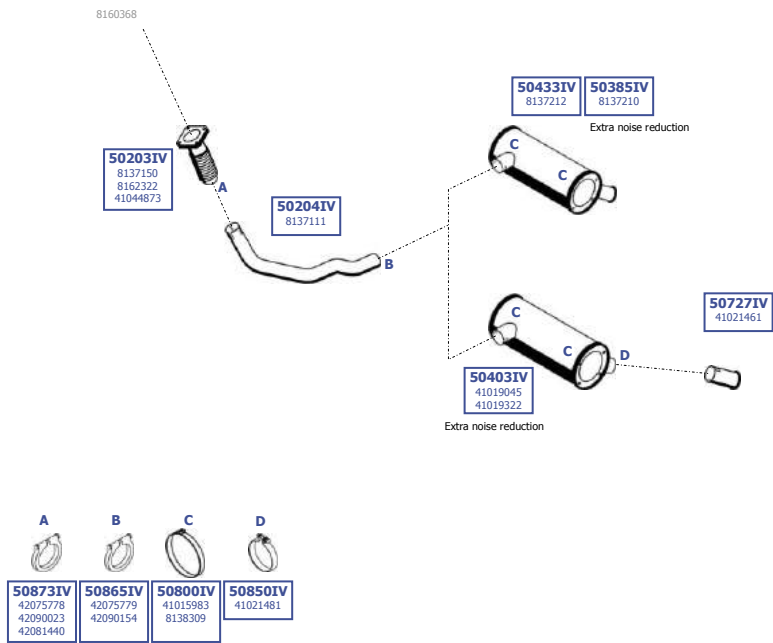 8160368
50433IV
8137212
50385IV
8137210
Extra noise reduction
C
C
50203IV
8137150
8162322
41044873
A
50204IV
8137111
B
C
C
D
50727IV
41021461
50403IV
41019045
41019322
Extra noise reduction
A
B
C
D
50873IV
42075778
42090023
42081440
50865IV
42075779
42090154
50800IV
41015983
8138309
50850IV
41021481